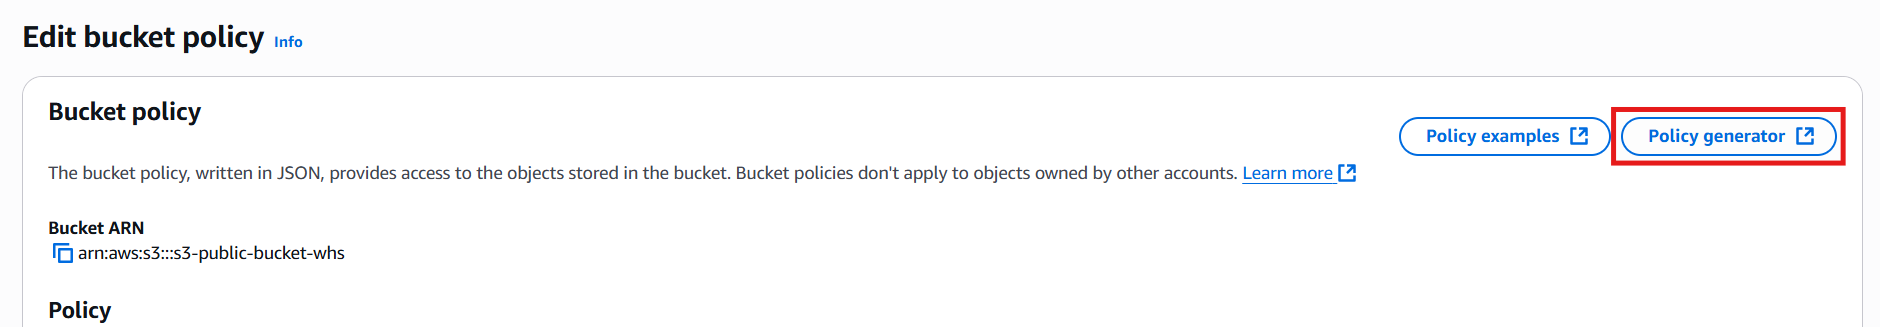 Edit bucket policy Info
Bucket policy
Policy examples
Policy generator
The bucket policy, written in JSON, provides access to the objects stored in the bucket. Bucket policies don't apply to objects owned by other accounts. Learn more
Bucket ARN
arn:aws:s3:::s3-public-bucket-whs
Policy